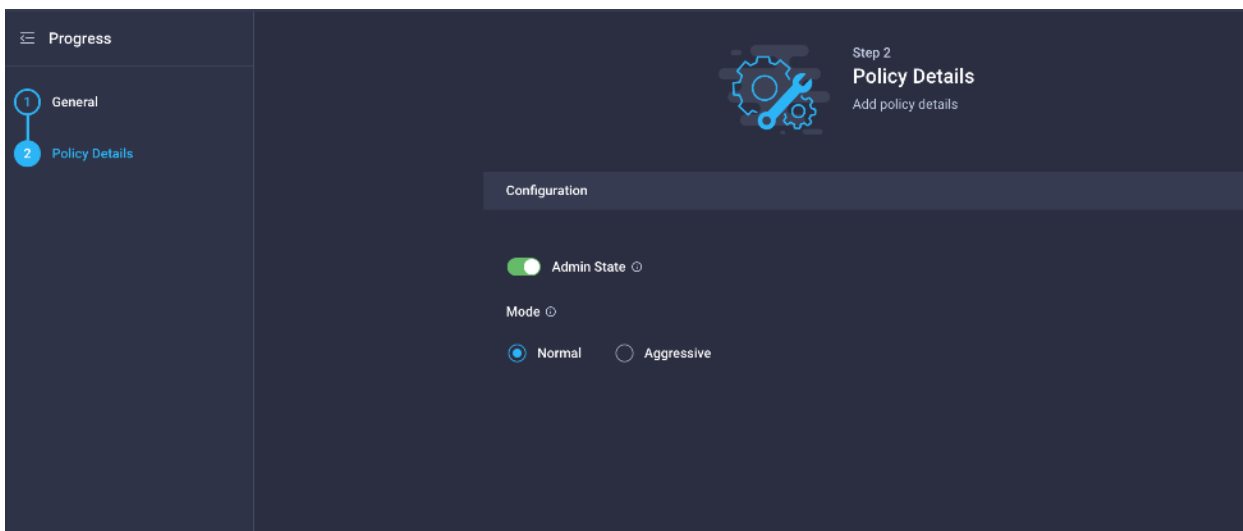 Progress
1 General
2 Policy Details
Step 2
Policy Details
Add policy details
Configuration
Admin State
Mode
Normal Aggressive